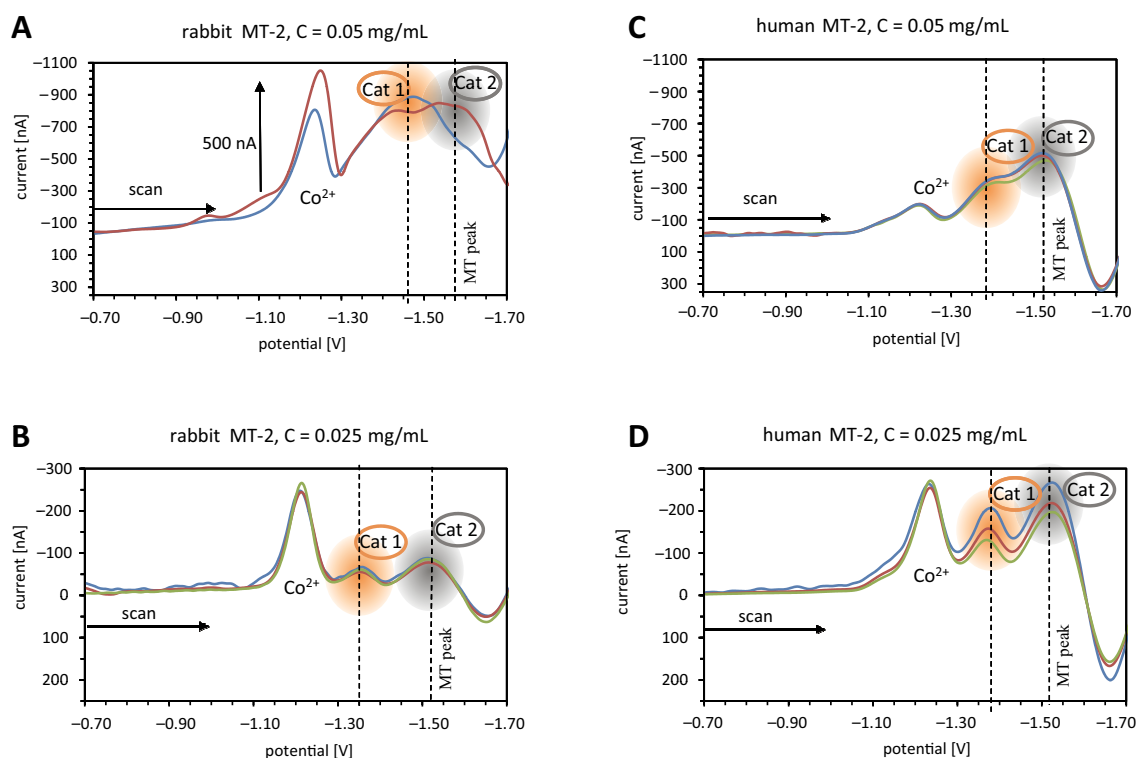 A
rabbit MT-2, C = 0.05 mg/mL
current [nA]
−1100
−900
−700
−500
−300
−100
100
300
Cat 1
Cat 2
500 nA
scan
Co2+
MT peak
−0.70
−0.90
−1.10
−1.30
−1.50
−1.70
potential [V]
C
human MT-2, C = 0.05 mg/mL
current [nA]
−1100
−900
−700
−500
−300
−100
100
300
Cat 1
Cat 2
Co2+
scan
MT peak
−0.70
−0.90
−1.10
−1.30
−1.50
−1.70
potential [V]
B
rabbit MT-2, C = 0.025 mg/mL
current [nA]
−300
−200
−100
0
100
200
Cat 1
Cat 2
Co2+
scan
MT peak
−0.70
−0.90
−1.10
−1.30
−1.50
−1.70
potential [V]
D
human MT-2, C = 0.025 mg/mL
current [nA]
−300
−200
−100
0
100
200
Cat 1
Cat 2
Co2+
scan
MT peak
−0.70
−0.90
−1.10
−1.30
−1.50
−1.70
potential [V]